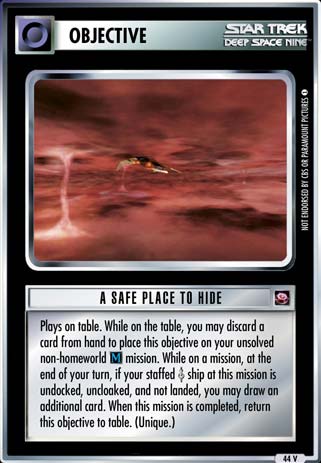 OBJECTIVE
STAR TREK
DEEP SPACE NINE
NOT ENDORSED BY CBS OR PARAMOUNT PICTURES
A SAFE PLACE TO HIDE
Plays on table. While on the table, you may discard a
card from hand to place this objective on your unsolved
non-homeworld M mission. While on a mission, at the
end of your turn, if your staffed ship at this mission is
undocked, uncloaked, and not landed, you may draw an
additional card. When this mission is completed, return
this objective to table. (Unique.)
44 V